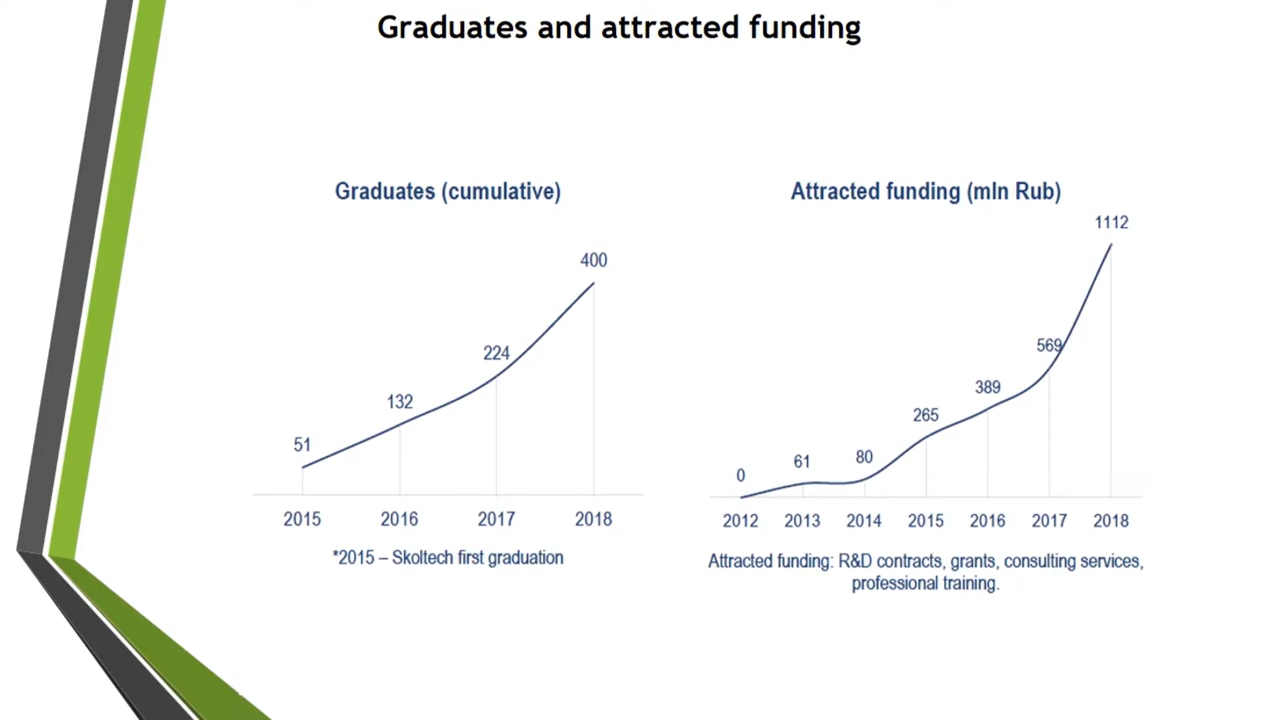 Graduates and attracted funding
Graduates (cumulative)
400
224
132
51
2015 2016 2017 2018
*2015 – Skoltech first graduation
Attracted funding (mln Rub)
1112
569
389
265
80
61
0
2012 2013 2014 2015 2016 2017 2018
Attracted funding: R&D contracts, grants, consulting services,
professional training.